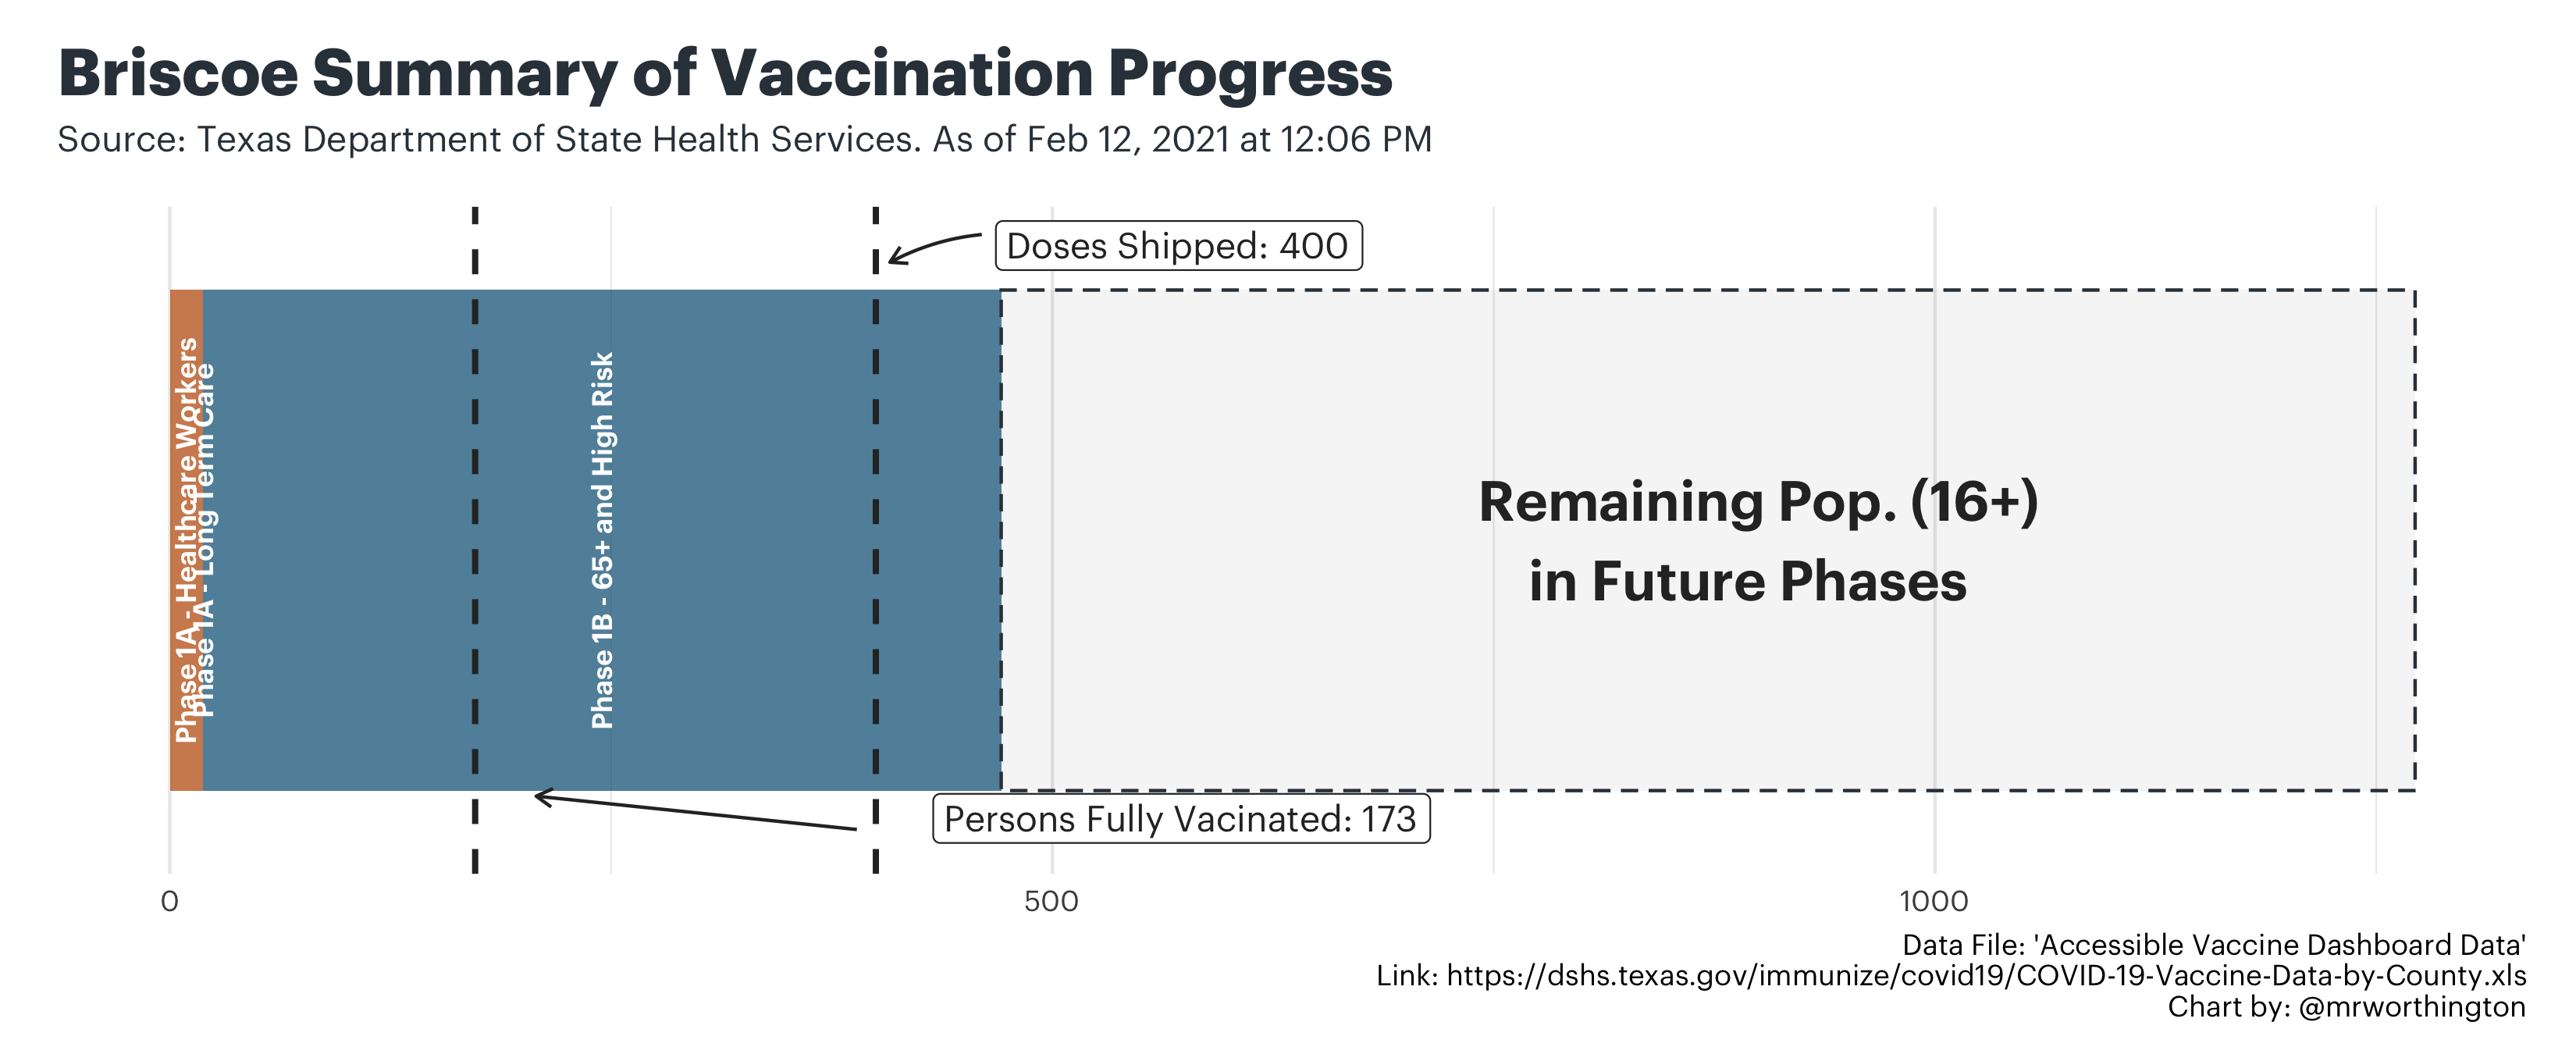 Briscoe Summary of Vaccination Progress
Source: Texas Department of State Health Services. As of Feb 12, 2021 at 12:06 PM
Doses Shipped: 400
Phase 1A - Healthcare Workers
Phase 1A - Long Term Care
Phase 1B - 65+ and High Risk
Remaining Pop. (16+)
in Future Phases
Persons Fully Vacinated: 173
0
500
1000
Data File: 'Accessible Vaccine Dashboard Data'
Link: https://dshs.texas.gov/immunize/covid19/COVID-19-Vaccine-Data-by-County.xls
Chart by: @mrworthington